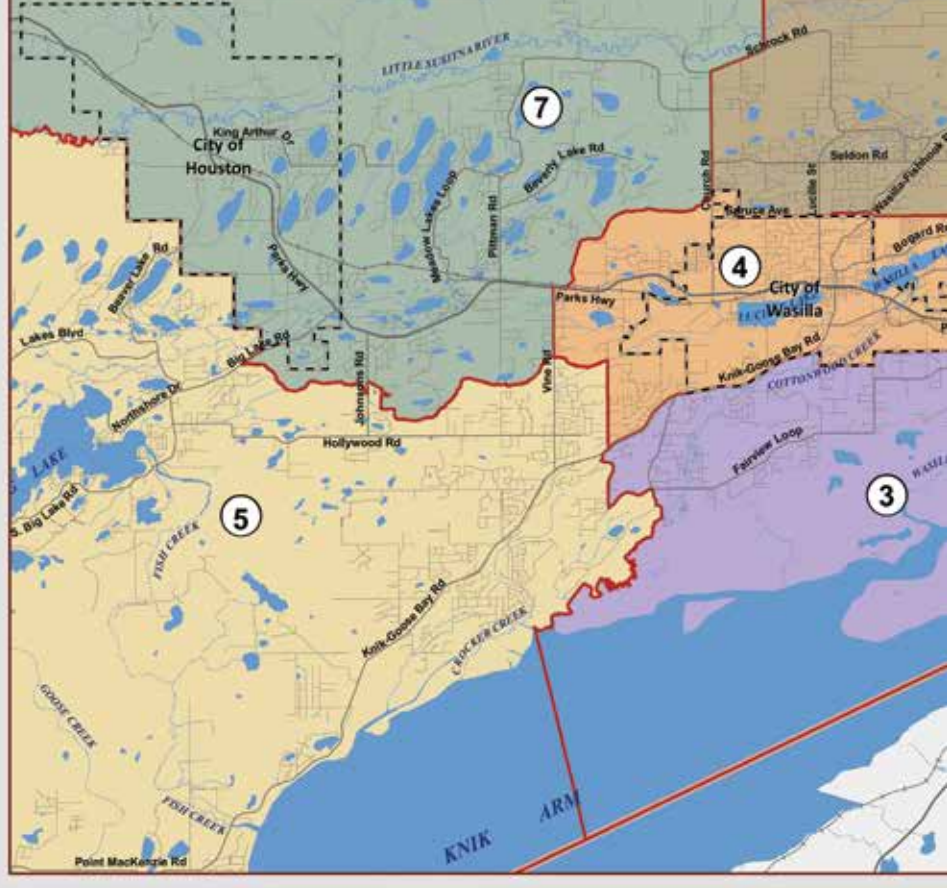 LITTLE SUSITNA RIVER
Schrock Rd
7
King Arthur Dr
City of
Houston
Beverly Lake Rd
Seldon Rd
Church Rd
Lucille St
Wasilla-Fishhook
Meadow Lakes Loop
Pittman Rd
Spruce Ave
Bogard Rd
Parks Hwy
Beaver Lake Rd
4
City of
Wasilla
Parks Hwy
Lakes Blvd
Big Lake Rd
Knik-Goose Bay Rd
COTTONWOOD CREEK
Johnsons Rd
Vine Rd
Northshore Dr
Hollywood Rd
Fairview Loop
LAKE
S. Big Lake Rd
5
3
FISH CREEK
Knik-Goose Bay Rd
CROCKER CREEK
GOOSE CREEK
FISH CREEK
KNIK ARM
Point MacKenzie Rd